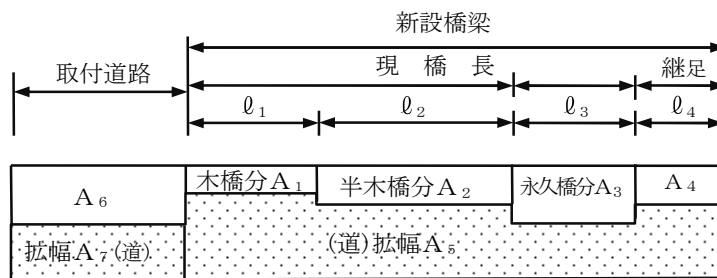 新設橋梁
取付道路
現橋長
継足
ℓ₁ ℓ₂ ℓ₃ ℓ₄
A₆ 木橋分A₁ 半木橋分A₂ 永久橋分A₃ A₄
拡幅A₇(道) (道)拡幅A₅